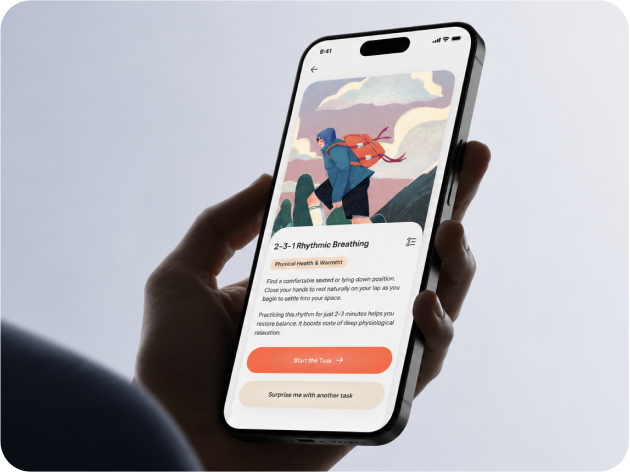 9:41
2-3-1 Rhythmic Breathing
Physical Health & Warmtht
Find a comfortable seated or lying down position.
Close your hands to rest naturally on your lap as you
begin to settle into your space.
Practicing this rhythm for just 2-3 minutes helps you
restore balance. It boosts state of deep physiological
relaxation.
Start the Task
Surprise me with another task